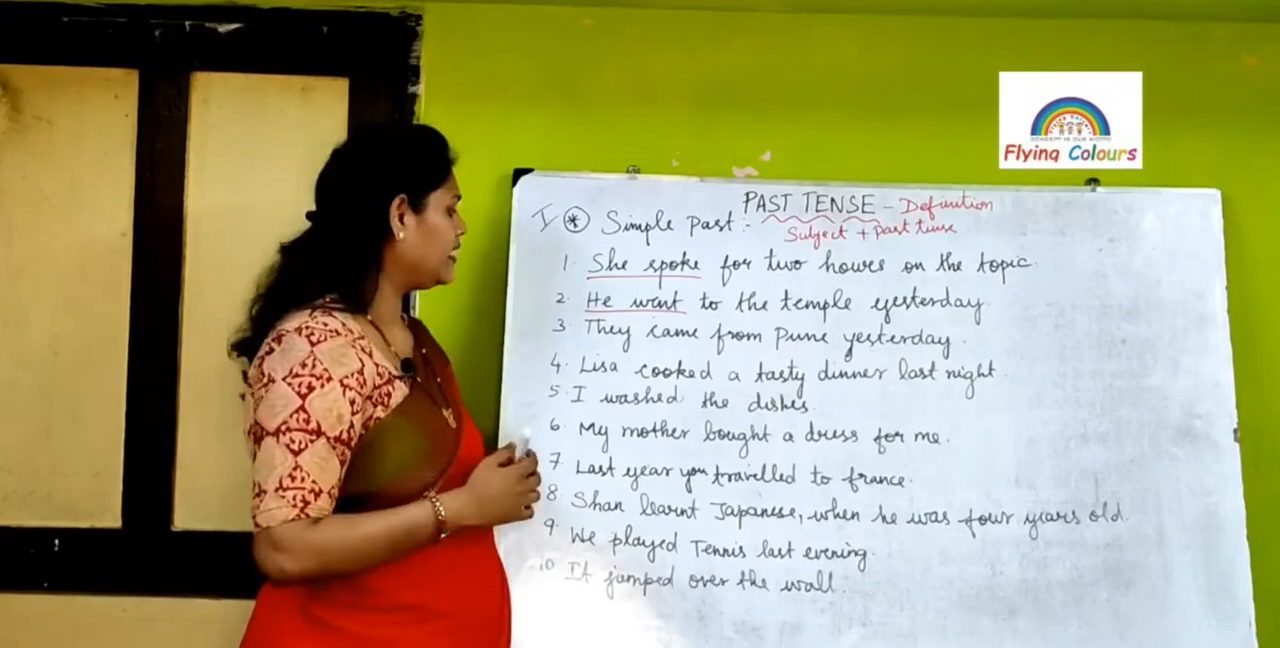 Flying Colours
PAST TENSE - Definition
I * Simple Past :- Subject + Past tense
1. She spoke for two hours on the topic.
2. He went to the temple yesterday.
3. They came from Pune yesterday.
4. Lisa cooked a tasty dinner last night.
5. I washed the dishes.
6. My mother bought a dress for me.
7. Last year you travelled to france.
8. Shan learnt Japanese, when he was four years old.
9. We played Tennis last evening.
10. It jumped over the wall.